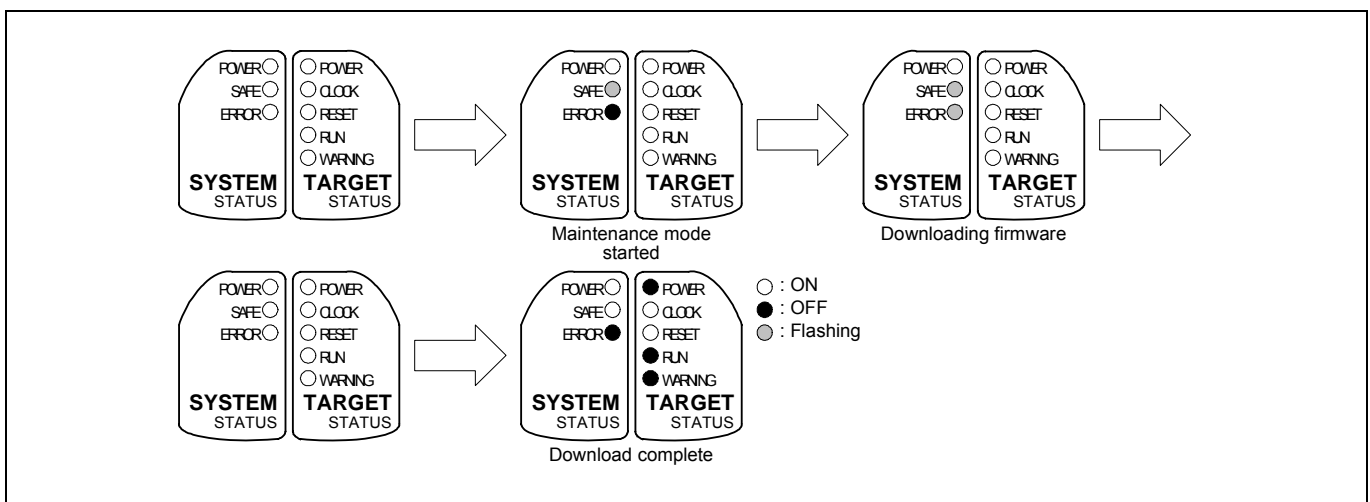 POWER POWER
SAFE CLOCK
ERROR RESET
RUN
WARNING
SYSTEM TARGET
STATUS STATUS
POWER POWER
SAFE CLOCK
ERROR RESET
RUN
WARNING
SYSTEM TARGET
STATUS STATUS
Maintenance mode
started
POWER POWER
SAFE CLOCK
ERROR RESET
RUN
WARNING
SYSTEM TARGET
STATUS STATUS
Downloading firmware
POWER POWER
SAFE CLOCK
ERROR RESET
RUN
WARNING
SYSTEM TARGET
STATUS STATUS
POWER POWER
SAFE CLOCK
ERROR RESET
RUN
WARNING
SYSTEM TARGET
STATUS STATUS
Download complete
: ON
: OFF
: Flashing